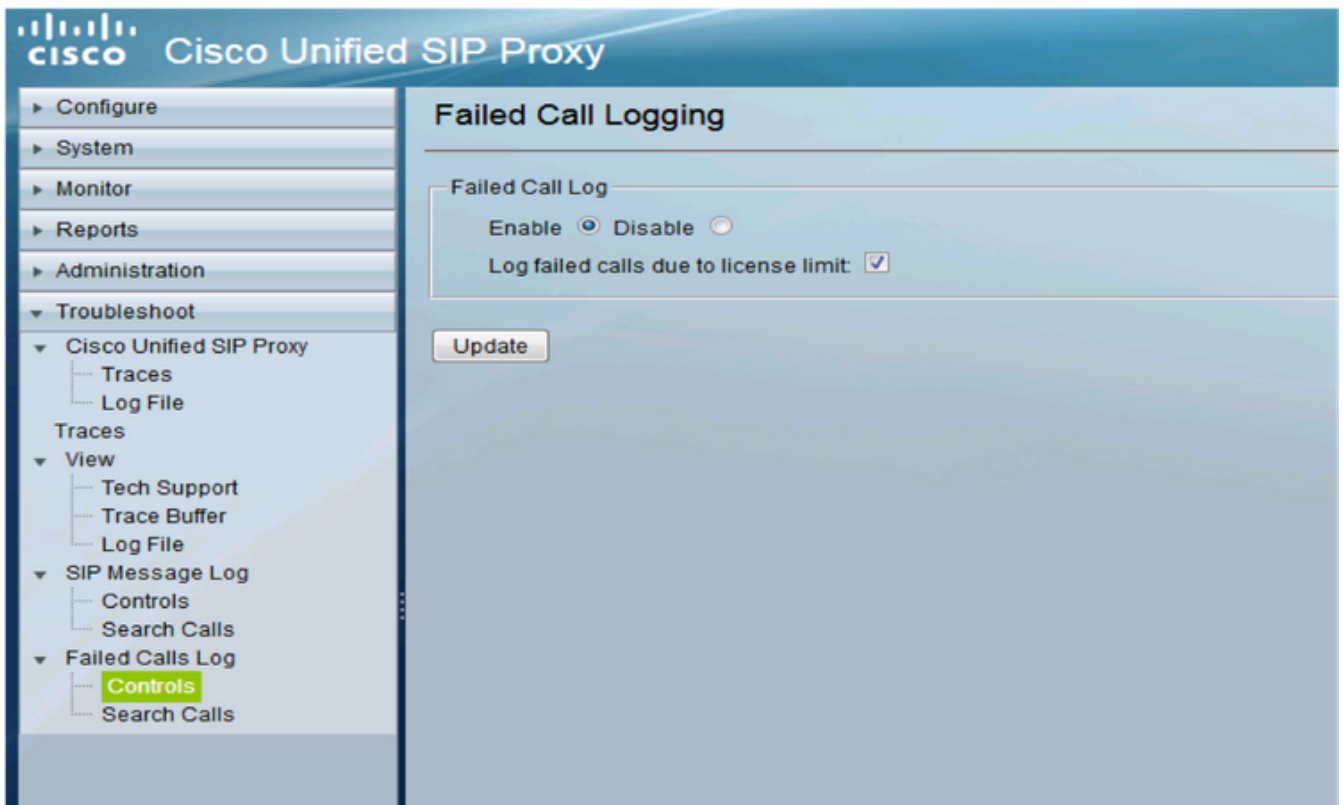 CISCO Cisco Unified SIP Proxy
Configure
System
Monitor
Reports
Administration
Troubleshoot
Cisco Unified SIP Proxy
Traces
Log File
Traces
View
Tech Support
Trace Buffer
Log File
SIP Message Log
Controls
Search Calls
Failed Calls Log
Controls
Search Calls
Failed Call Logging
Failed Call Log
Enable Disable
Log failed calls due to license limit:
Update